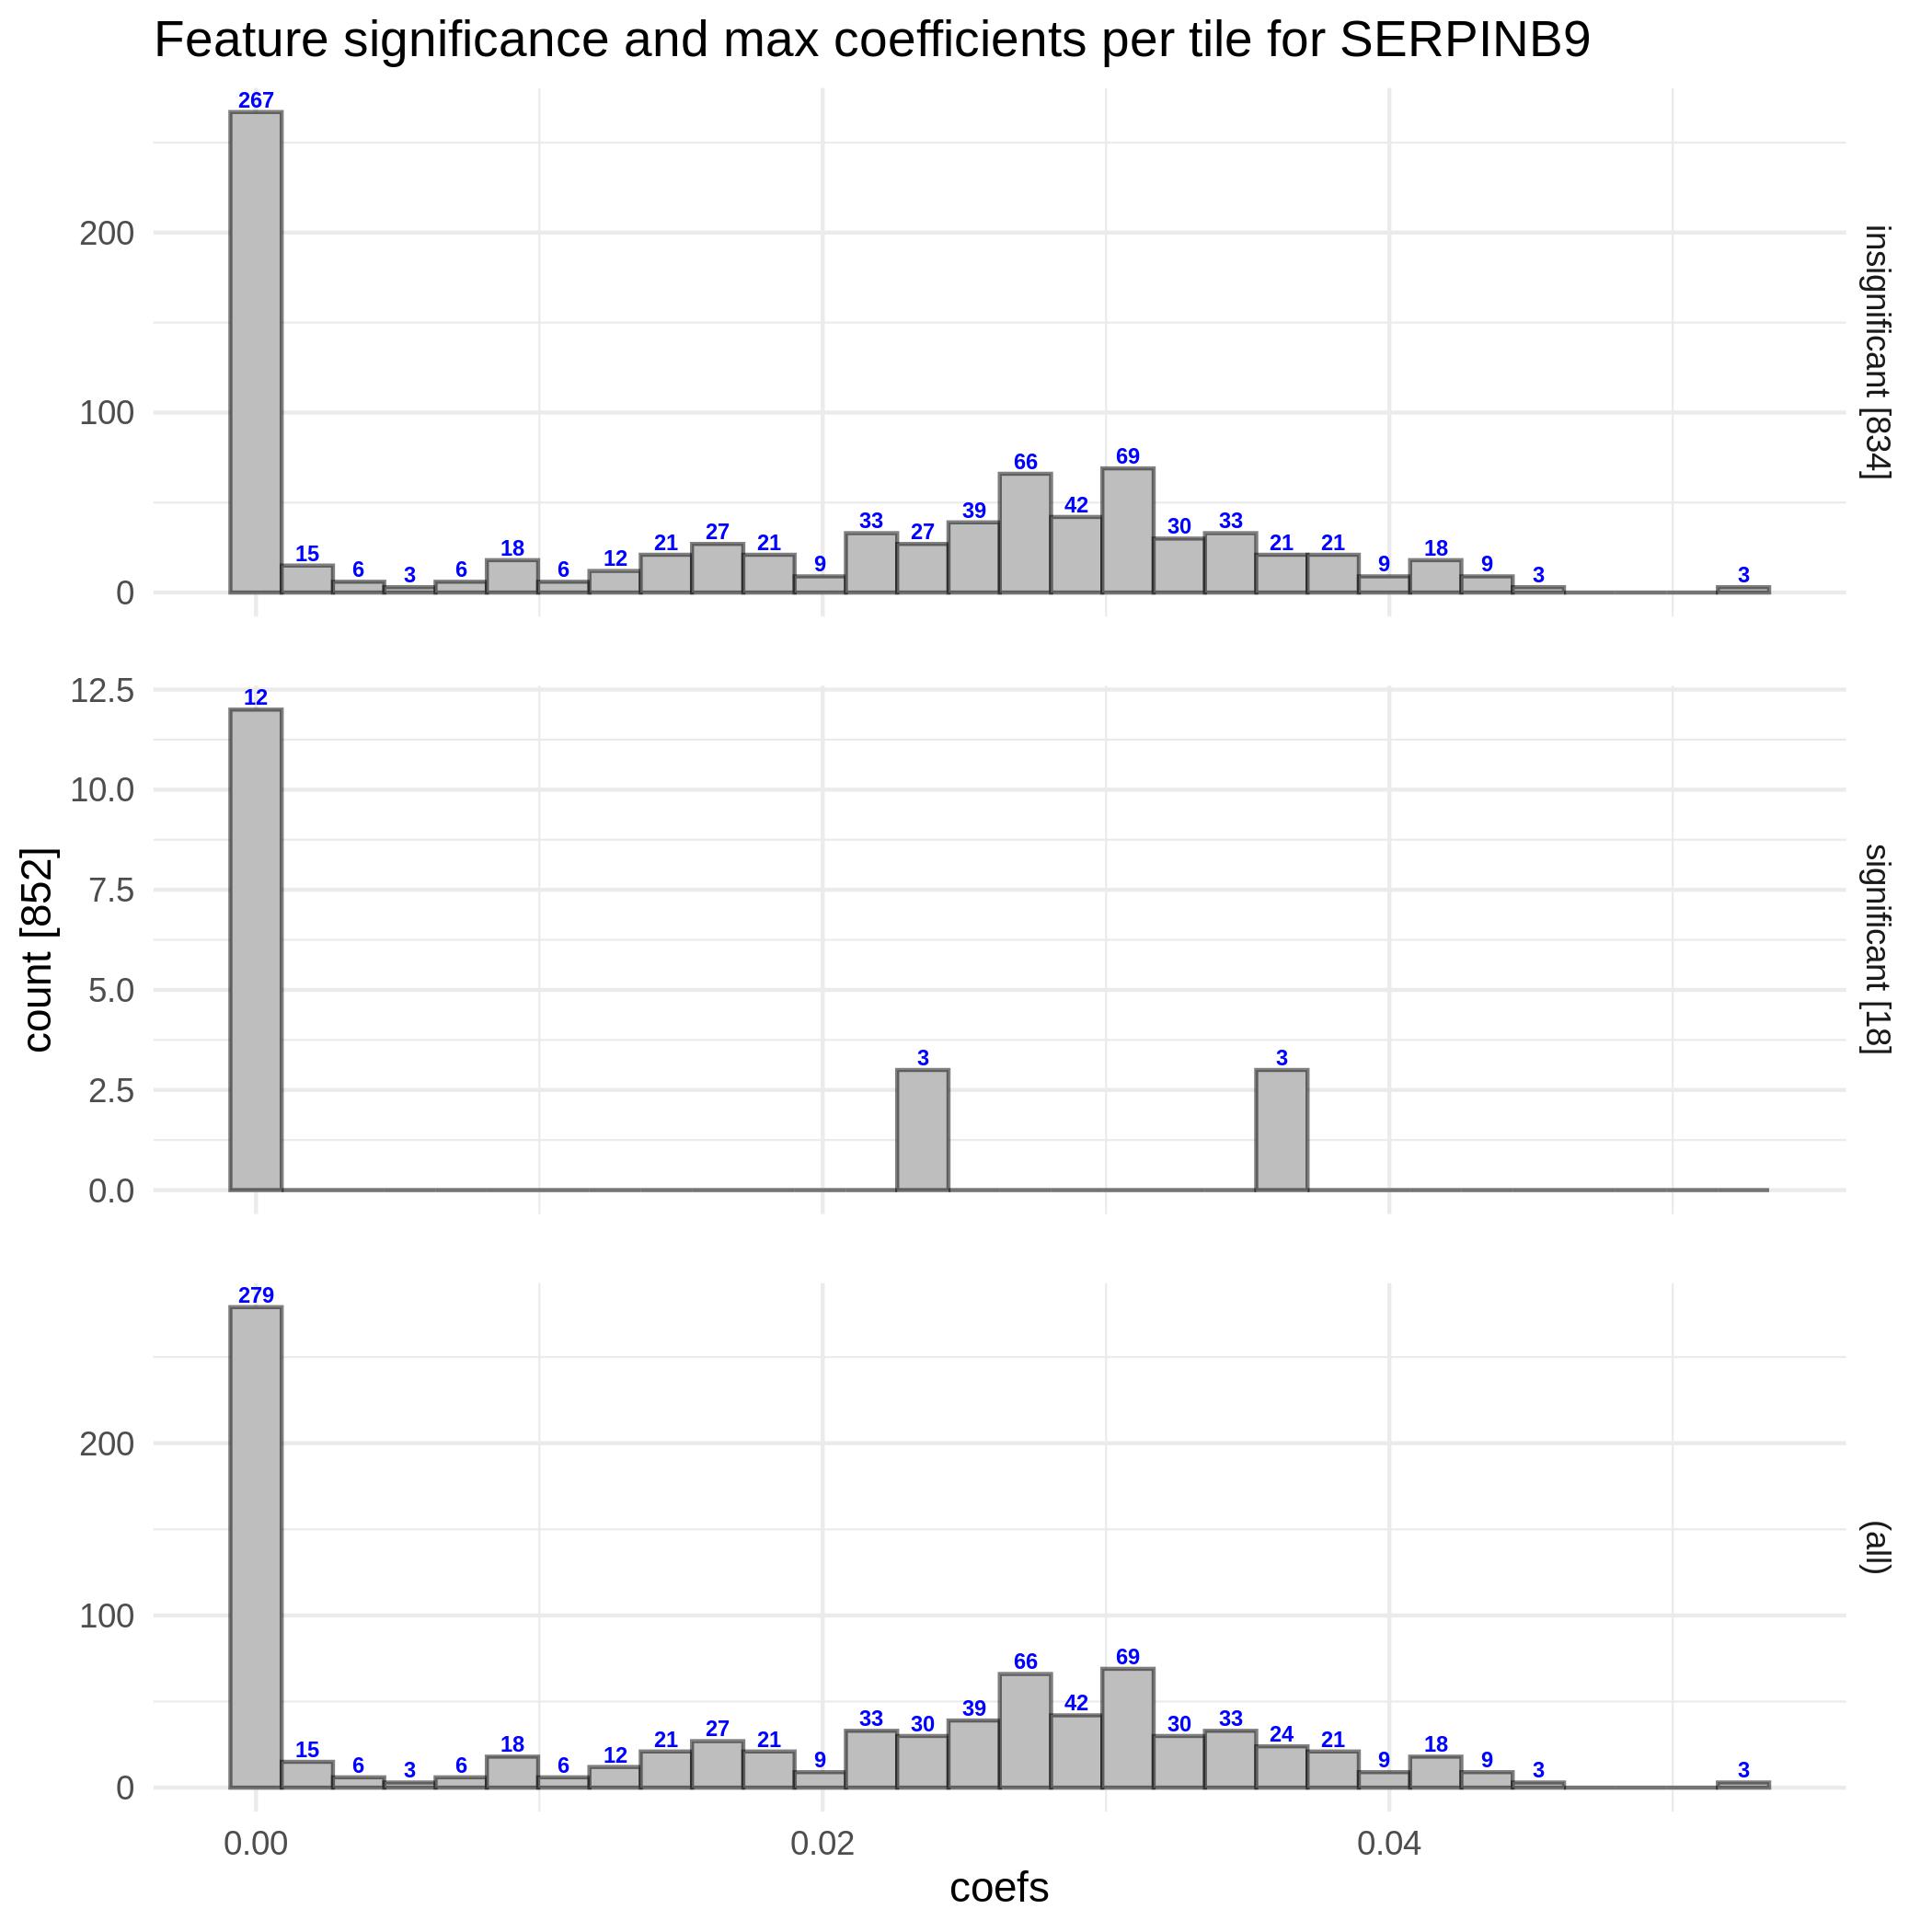 Feature significance and max coefficients per tile for SERPINB9
267
15 6 3 6 18 6 12 21 27 21 9 33 27 39 66 42 69 30 33 21 21 9 18 9 3 3
200
100
0
insignificant [834]
12 3 3
12.5
10.0
7.5
5.0
2.5
0.0
significant [18]
count [852]
279
15 6 3 6 18 6 12 21 27 21 9 33 30 39 66 42 69 30 33 24 21 9 18 9 3 3
200
100
0
(all)
0.00 0.02 0.04
coefs